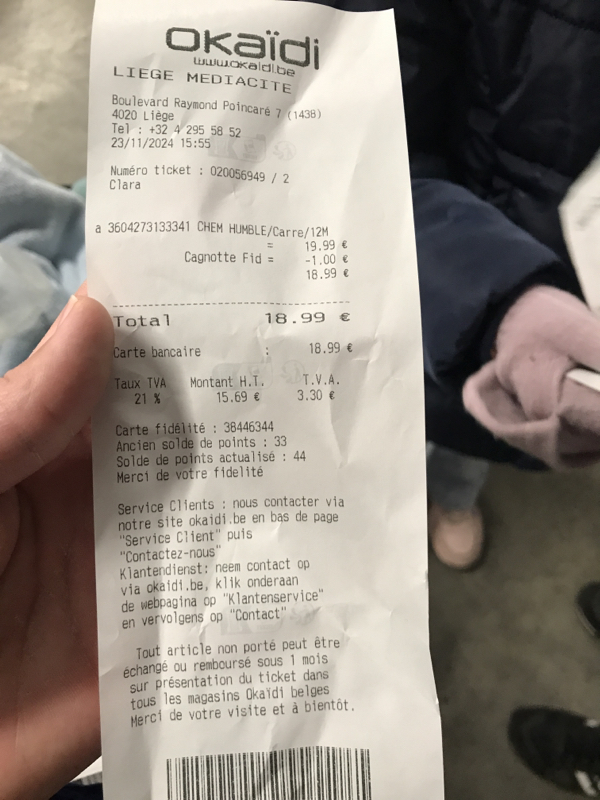 OKaïdi
www.okaidi.be
LIEGE MEDIACITE
Boulevard Raymond Poincaré 7 (1438)
4020 Liège
Tel : +32 4 295 58 52
23/11/2024 15:55
Numéro ticket : 020056949 / 2
Clara
a 3604273133341 CHEM HUMBLE/Carre/12M
= 19.99 €
Cagnotte Fid = -1.00 €
18.99 €
Total 18.99 €
Carte bancaire : 18.99 €
Taux TVA Montant H.T. T.V.A.
21 % 15.69 € 3.30 €
Carte fidélité : 38446344
Ancien solde de points : 33
Solde de points actualisé : 44
Merci de votre fidelité
Service Clients : nous contacter via
notre site okaidi.be en bas de page
"Service Client" puis
"Contactez-nous"
Klantendienst: neem contact op
via okaidi.be, klik onderaan
de webpagina op "Klantenservice"
en vervolgens op "Contact"
Tout article non porté peut être
échangé ou remboursé sous 1 mois
sur présentation du ticket dans
tous les magasins Okaïdi belges
Merci de votre visite et à bientôt.